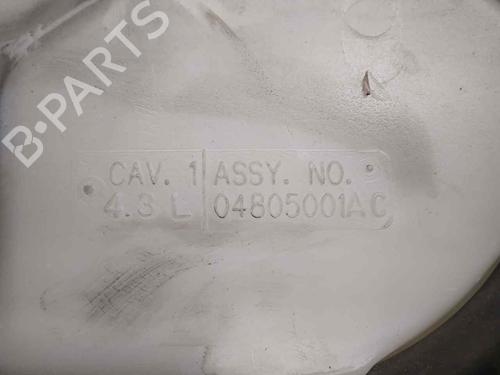 B-PARTS
CAV. 1 ASSY. NO.
4.3 L 04805001AC